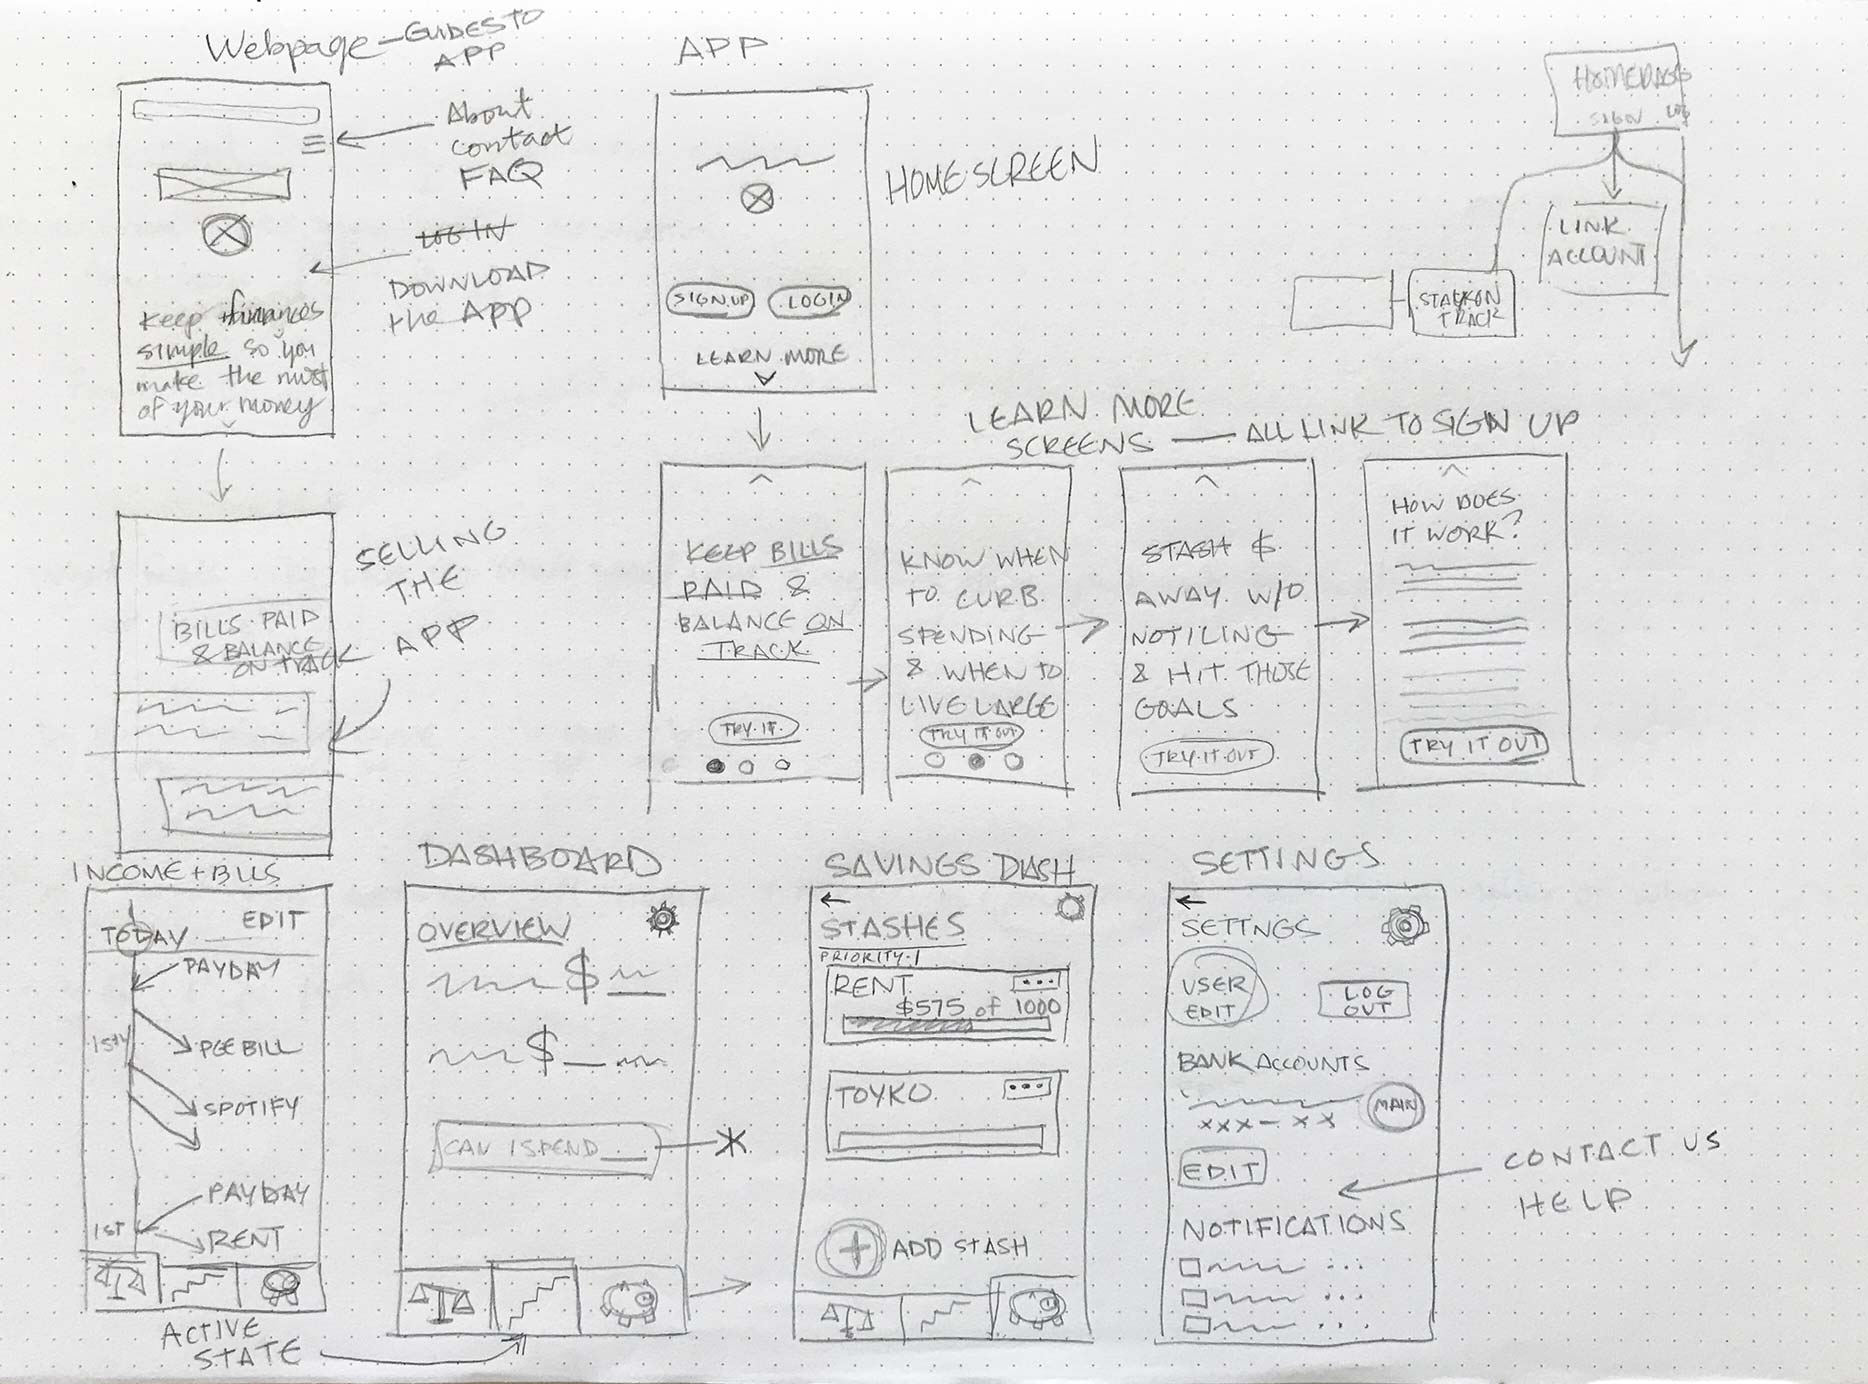 Webpage — GUIDES TO
APP
About
contact
FAQ
LOG IN
DOWNLOAD
the APP
Keep finances
simple so you
make the most
of your money
APP
HOMESCREEN
SIGN UP
LOGIN
LEARN MORE
HOMEPAGE
SIGN LOG
LINK
ACCOUNT
STAY ON
TRACK
SELLING
THE
APP
BILLS PAID
& BALANCE
ON TRACK
LEARN MORE
SCREENS — ALL LINK TO SIGN UP
KEEP BILLS
PAID &
BALANCE ON
TRACK
TRY IT
KNOW WHEN
TO CURB
SPENDING
& WHEN TO
LIVE LARGE
TRY IT OUT
STASH $
AWAY W/O
NOTILING
& HIT THOSE
GOALS
TRY IT OUT
HOW DOES
IT WORK?
TRY IT OUT
INCOME + BILLS
TODAY
EDIT
PAYDAY
15TH
PGE BILL
SPOTIFY
PAYDAY
1ST
RENT
ACTIVE
STATE
DASHBOARD
OVERVIEW
$
$
CAN I SPEND
SAVINGS DASH
STASHES
PRIORITY 1
RENT
$575 of 1000
TOYKO
+ ADD STASH
SETTINGS
SETTNGS
USER
EDIT
LOG
OUT
BANK ACCOUNTS
XXX – XX
MAIN
EDIT
NOTIFICATIONS
CONTACT US
HELP